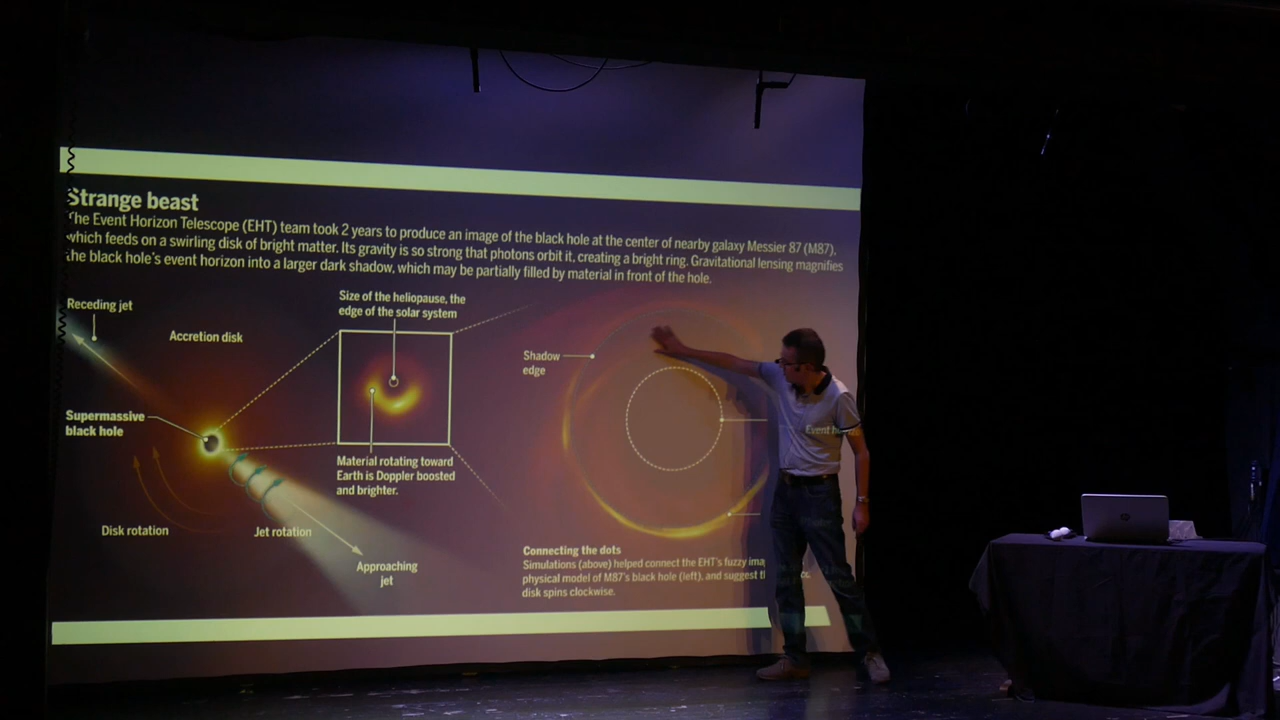 Strange beast
The Event Horizon Telescope (EHT) team took 2 years to produce an image of the black hole at the center of nearby galaxy Messier 87 (M87),
which feeds on a swirling disk of bright matter. Its gravity is so strong that photons orbit it, creating a bright ring. Gravitational lensing magnifies
the black hole's event horizon into a larger dark shadow, which may be partially filled by material in front of the hole.
Receding jet
Accretion disk
Size of the heliopause, the
edge of the solar system
Shadow
edge
Supermassive
black hole
Event
Material rotating toward
Earth is Doppler boosted
and brighter.
Disk rotation
Jet rotation
Approaching
jet
Connecting the dots
Simulations (above) helped connect the EHT's fuzzy
physical model of M87's black hole (left), and suggest
disk spins clockwise.
hp